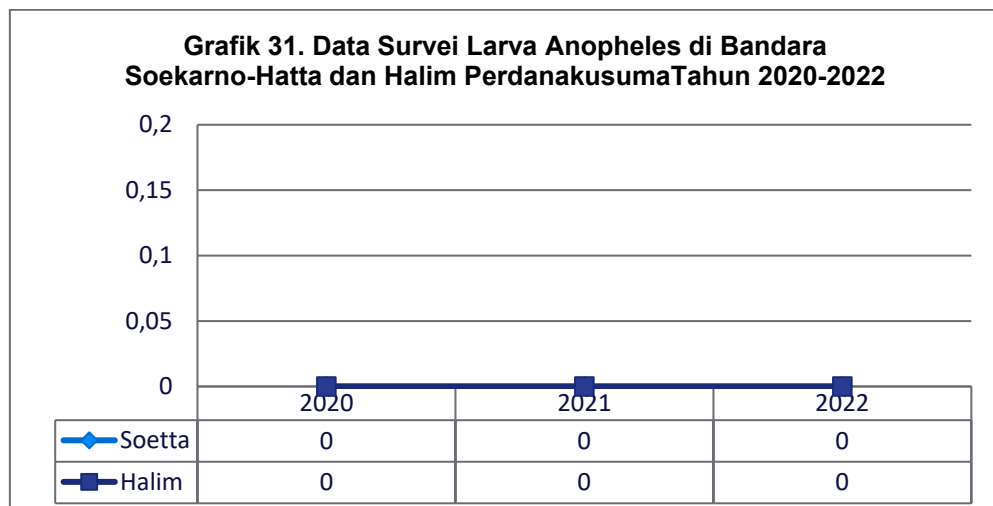 Grafik 31. Data Survei Larva Anopheles di Bandara
Soekarno-Hatta dan Halim PerdanakusumaTahun 2020-2022
0,2
0,15
0,1
0,05
0
2020 2021 2022
Soetta 0 0 0
Halim 0 0 0